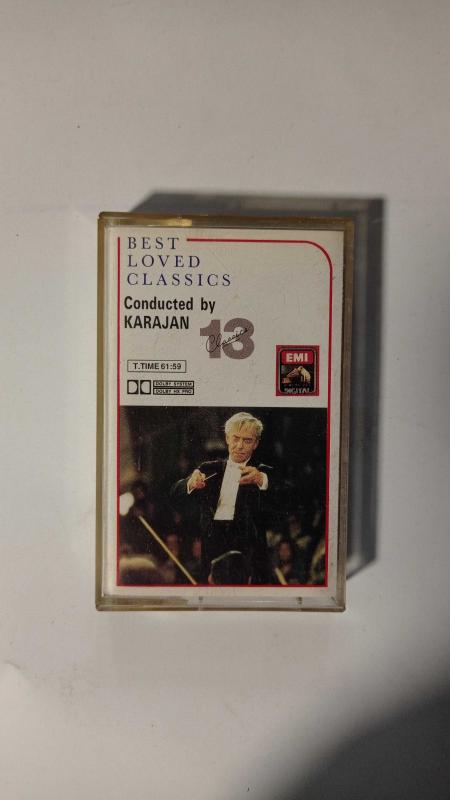 BEST
LOVED
CLASSICS
Conducted by
KARAJAN
13
Classics
T.TIME 61:59
DOLBY SYSTEM
DOLBY HX PRO
EMI
DIGITAL